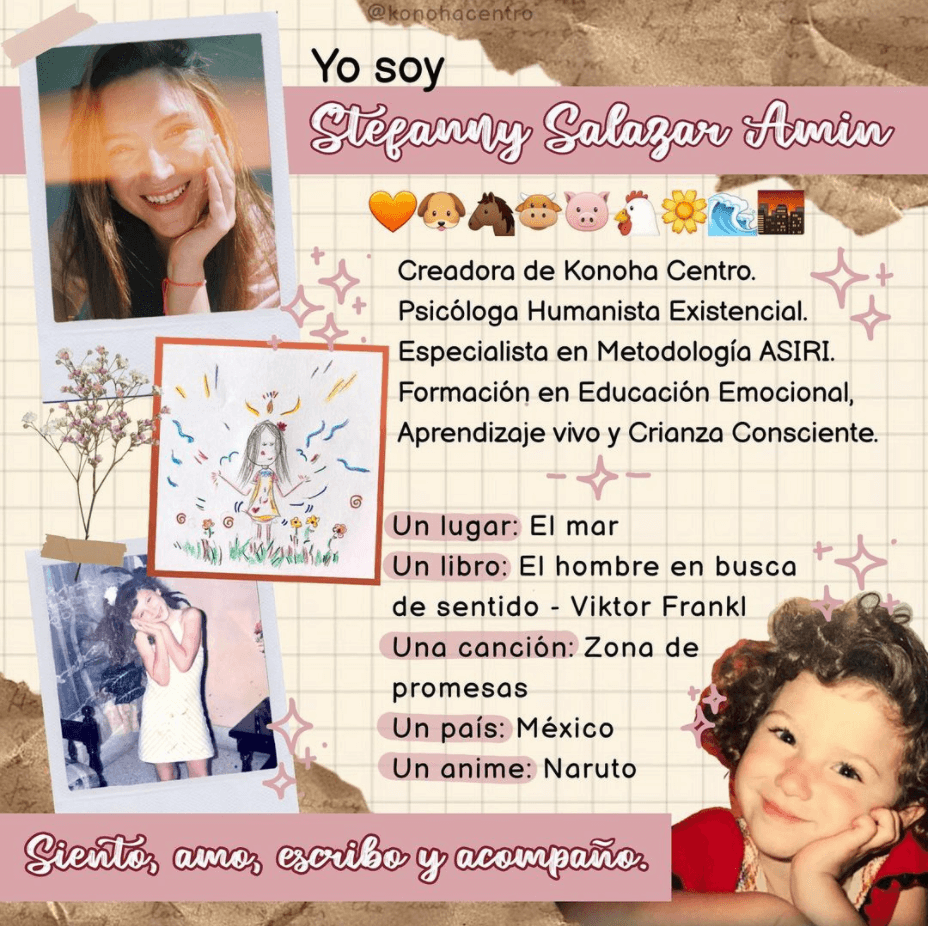 @konohacentro
Yo soy
Stefanny Salazar Amin
Creadora de Konoha Centro.
Psicóloga Humanista Existencial.
Especialista en Metodología ASIRI.
Formación en Educación Emocional,
Aprendizaje vivo y Crianza Consciente.
Un lugar: El mar
Un libro: El hombre en busca
de sentido - Viktor Frankl
Una canción: Zona de
promesas
Un país: México
Un anime: Naruto
Siento, amo, escribo y acompaño.